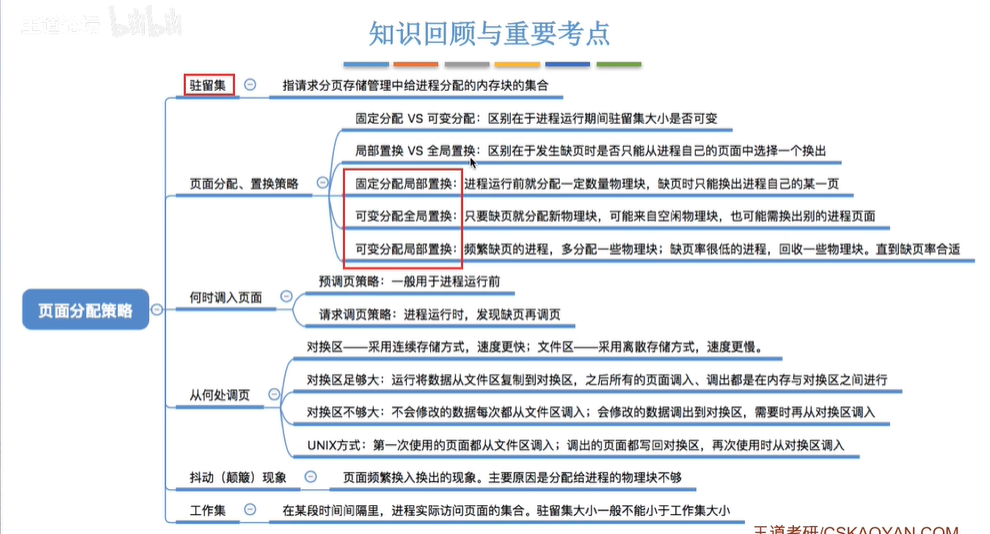 王道论坛 bilibili
知识回顾与重要考点
驻留集
指请求分页存储管理中给进程分配的内存块的集合
固定分配 VS 可变分配：区别在于进程运行期间驻留集大小是否可变
局部置换 VS 全局置换：区别在于发生缺页时是否只能从进程自己的页面中选择一个换出
页面分配、置换策略
固定分配局部置换：进程运行前就分配一定数量物理块，缺页时只能换出进程自己的某一页
可变分配全局置换：只要缺页就分配新物理块，可能来自空闲物理块，也可能需换出别的进程页面
可变分配局部置换：频繁缺页的进程，多分配一些物理块；缺页率很低的进程，回收一些物理块。直到缺页率合适
何时调入页面
预调页策略：一般用于进程运行前
请求调页策略：进程运行时，发现缺页再调页
页面分配策略
对换区——采用连续存储方式，速度更快；文件区——采用离散存储方式，速度更慢。
从何处调页
对换区足够大：运行将数据从文件区复制到对换区，之后所有的页面调入、调出都是在内存与对换区之间进行
对换区不够大：不会修改的数据每次都从文件区调入；会修改的数据调出到对换区，需要时再从对换区调入
UNIX方式：第一次使用的页面都从文件区调入；调出的页面都写回对换区，再次使用时从对换区调入
抖动（颠簸）现象
页面频繁换入换出的现象。主要原因是分配给进程的物理块不够
工作集
在某段时间间隔里，进程实际访问页面的集合。驻留集大小一般不能小于工作集大小
王道考研/CSKAOYAN.COM